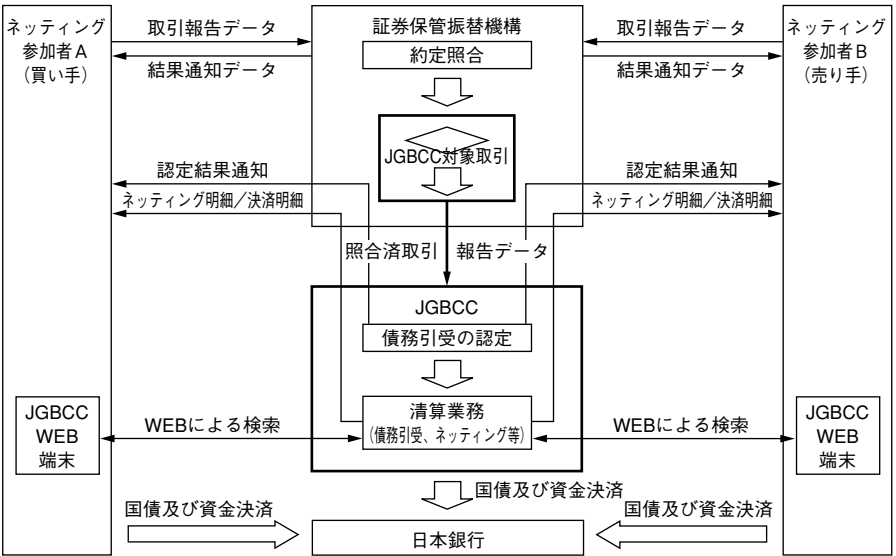 ネッティング
参加者A
（買い手）
取引報告データ
結果通知データ
証券保管振替機構
約定照合
取引報告データ
結果通知データ
ネッティング
参加者B
（売り手）
JGBCC対象取引
認定結果通知
ネッティング明細／決済明細
認定結果通知
ネッティング明細／決済明細
照合済取引 報告データ
JGBCC
債務引受の認定
清算業務
（債務引受、ネッティング等）
JGBCC
WEB
端末
WEBによる検索
WEBによる検索
JGBCC
WEB
端末
国債及び資金決済
国債及び資金決済
国債及び資金決済
日本銀行